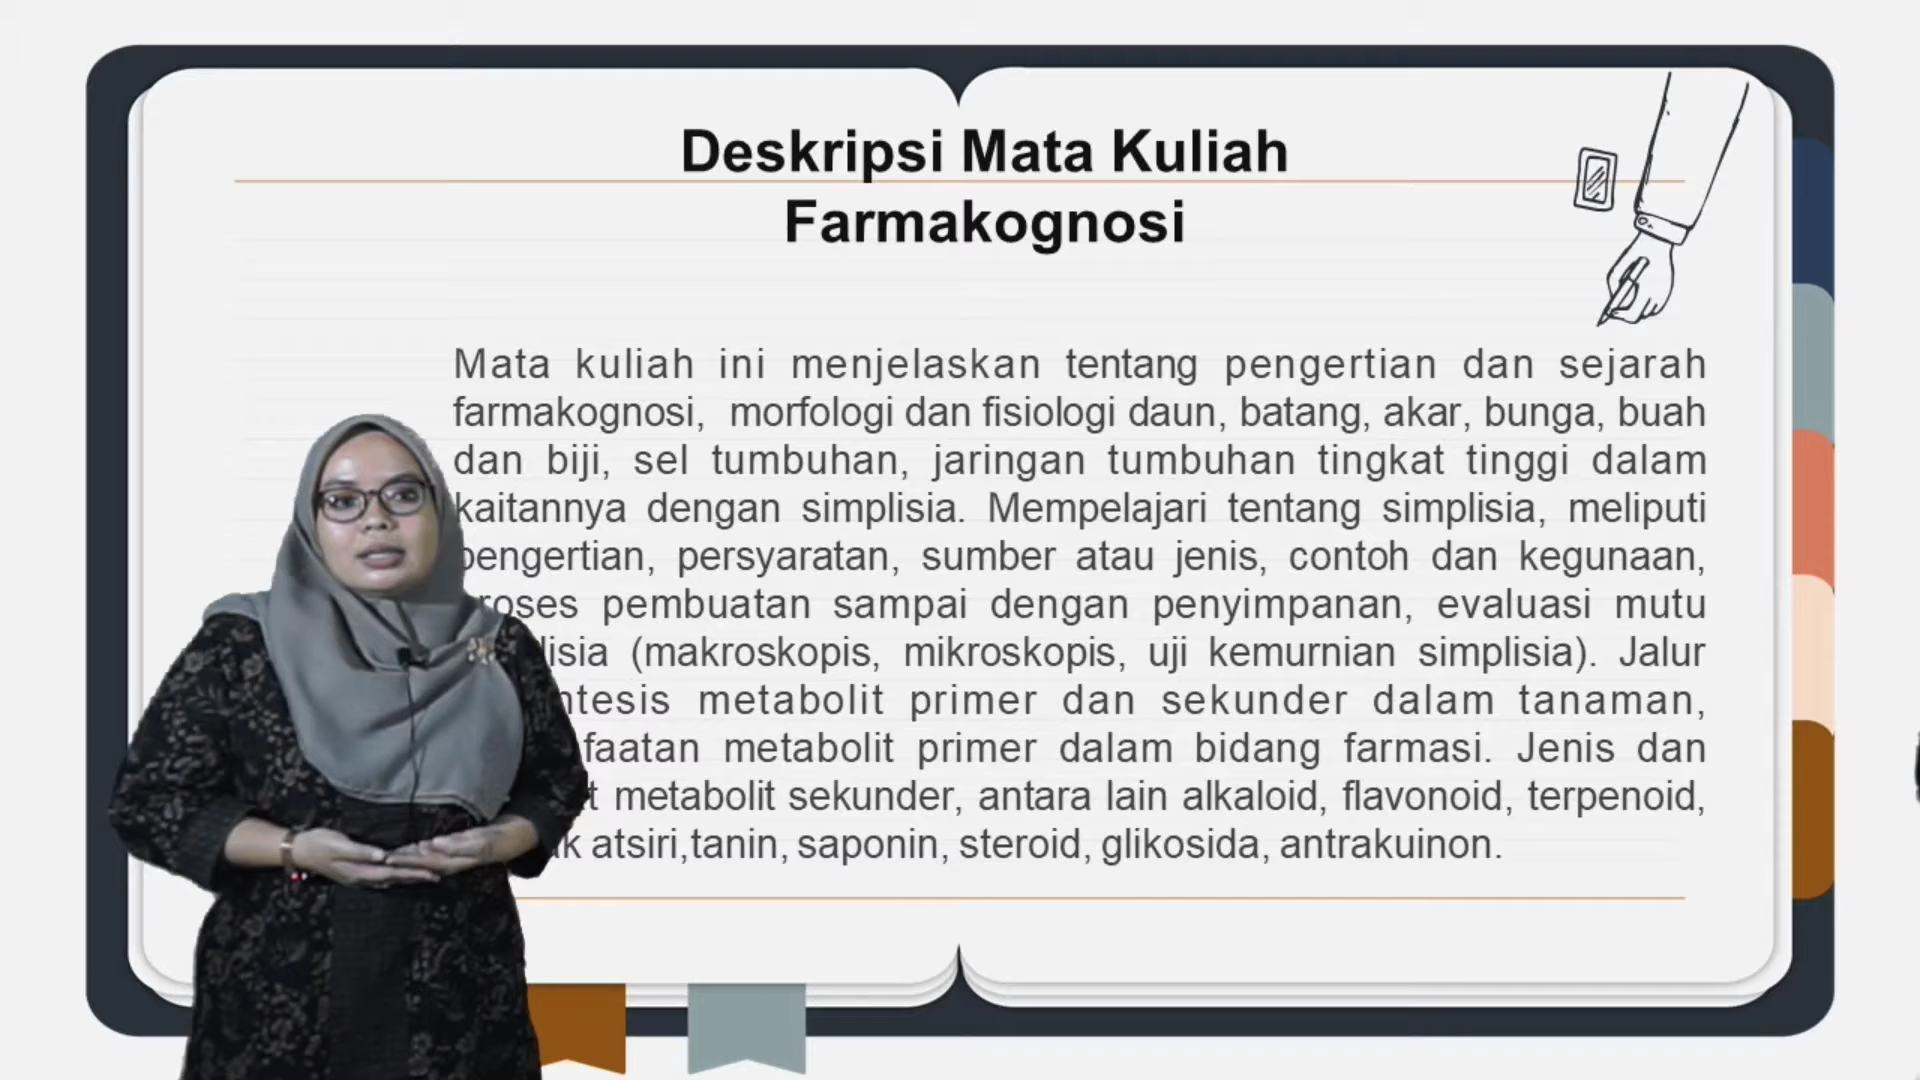 Deskripsi Mata Kuliah
Farmakognosi
Mata kuliah ini menjelaskan tentang pengertian dan sejarah
farmakognosi, morfologi dan fisiologi daun, batang, akar, bunga, buah
dan biji, sel tumbuhan, jaringan tumbuhan tingkat tinggi dalam
kaitannya dengan simplisia. Mempelajari tentang simplisia, meliputi
pengertian, persyaratan, sumber atau jenis, contoh dan kegunaan,
proses pembuatan sampai dengan penyimpanan, evaluasi mutu
(makroskopis, mikroskopis, uji kemurnian simplisia). Jalur
metabolit primer dan sekunder dalam tanaman,
metabolit primer dalam bidang farmasi. Jenis dan
metabolit sekunder, antara lain alkaloid, flavonoid, terpenoid,
atsiri,tanin, saponin, steroid, glikosida, antrakuinon.